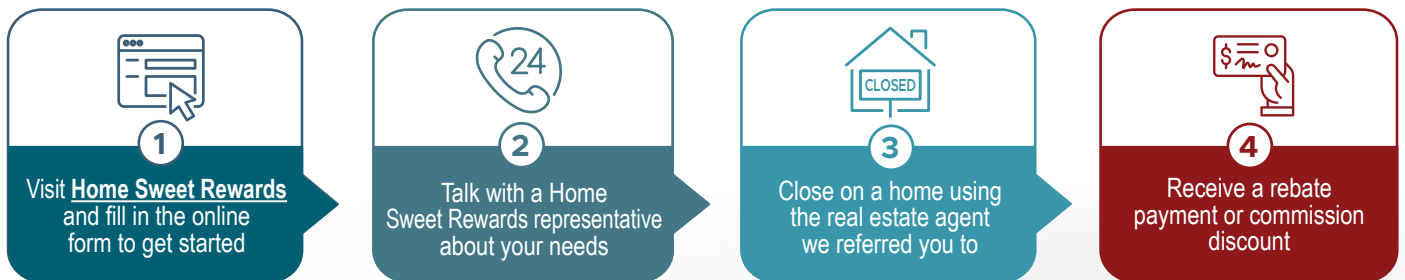 1
Visit Home Sweet Rewards
and fill in the online
form to get started
24
2
Talk with a Home
Sweet Rewards representative
about your needs
CLOSED
3
Close on a home using
the real estate agent
we referred you to
$
4
Receive a rebate
payment or commission
discount